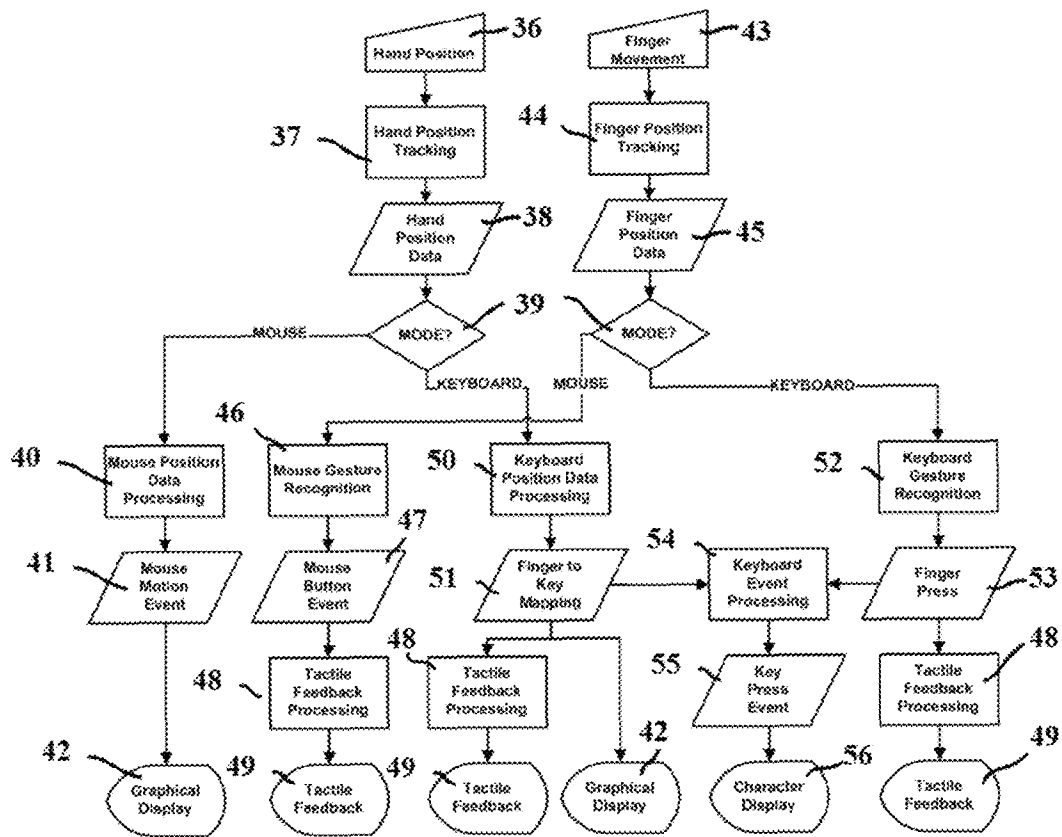 36
Hand Position
43
Finger
Movement
37
Hand Position
Tracking
44
Finger Position
Tracking
38
Hand
Position
Data
45
Finger
Position
Data
39
MODE?
MODE?
MOUSE
KEYBOARD
MOUSE
KEYBOARD
40
Mouse Position
Data
Processing
46
Mouse Gesture
Recognition
50
Keyboard
Position Data
Processing
52
Keyboard
Gesture
Recognition
41
Mouse
Motion
Event
47
Mouse
Button
Event
51
Finger to
Key
Mapping
54
Keyboard
Event
Processing
53
Finger
Press
48
Tactile
Feedback
Processing
48
Tactile
Feedback
Processing
55
Key
Press
Event
48
Tactile
Feedback
Processing
42
Graphical
Display
49
Tactile
Feedback
49
Tactile
Feedback
42
Graphical
Display
56
Character
Display
49
Tactile
Feedback